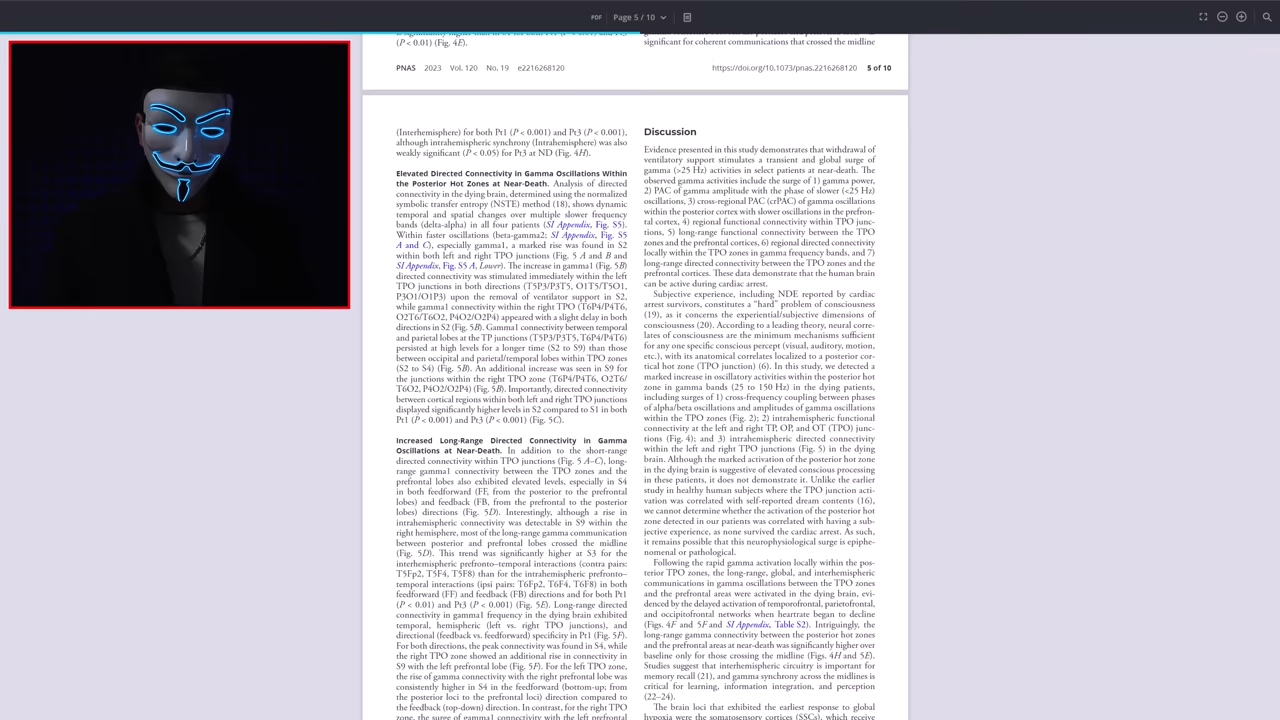 PDF Page 5 / 10
(P < 0.01) (Fig. 4E).
significant for coherent communications that crossed the midline
PNAS 2023 Vol. 120 No. 19 e2216268120
https://doi.org/10.1073/pnas.2216268120 5 of 10
(Interhemisphere) for both Pt1 (P < 0.001) and Pt3 (P < 0.001),
although intrahemispheric synchrony (Intrahemisphere) was also
weakly significant (P < 0.05) for Pt3 at ND (Fig. 4H).
Elevated Directed Connectivity in Gamma Oscillations Within
the Posterior Hot Zones at Near-Death. Analysis of directed
connectivity in the dying brain, determined using the normalized
symbolic transfer entropy (NSTE) method (18), shows dynamic
temporal and spatial changes over multiple slower frequency
bands (delta-alpha) in all four patients (SI Appendix, Fig. S5).
Within faster oscillations (beta-gamma2; SI Appendix, Fig. S5
A and C), especially gamma1, a marked rise was found in S2
within both left and right TPO junctions (Fig. 5 A and B and
SI Appendix, Fig. S5 A, Lower). The increase in gamma1 (Fig. 5B)
directed connectivity was stimulated immediately within the left
TPO junctions in both directions (T5P3/P3T5, O1T5/T5O1,
P3O1/O1P3) upon the removal of ventilator support in S2,
while gamma1 connectivity within the right TPO (T6P4/P4T6,
O2T6/T6O2, P4O2/O2P4) appeared with a slight delay in both
directions in S2 (Fig. 5B). Gamma1 connectivity between temporal
and parietal lobes at the TP junctions (T5P3/P3T5, T6P4/P4T6)
persisted at high levels for a longer time (S2 to S9) than those
between occipital and parietal/temporal lobes within TPO zones
(S2 to S4) (Fig. 5B). An additional increase was seen in S9 for
the junctions within the right TPO zone (T6P4/P4T6, O2T6/
T6O2, P4O2/O2P4) (Fig. 5B). Importantly, directed connectivity
between cortical regions within both left and right TPO junctions
displayed significantly higher levels in S2 compared to S1 in both
Pt1 (P < 0.001) and Pt3 (P < 0.001) (Fig. 5C).
Increased Long-Range Directed Connectivity in Gamma
Oscillations at Near-Death. In addition to the short-range
directed connectivity within TPO junctions (Fig. 5 A–C), long-
range gamma1 connectivity between the TPO zones and the
prefrontal lobes also exhibited elevated levels, especially in S4
in both feedforward (FF, from the posterior to the prefrontal
lobes) and feedback (FB, from the prefrontal to the posterior
lobes) directions (Fig. 5D). Interestingly, although a rise in
intrahemispheric connectivity was detectable in S9 within the
right hemisphere, most of the long-range gamma communication
between posterior and prefrontal lobes crossed the midline
(Fig. 5D). This trend was significantly higher at S3 for the
interhemispheric prefronto–temporal interactions (contra pairs:
T5Fp2, T5F4, T5F8) than for the intrahemispheric prefronto–
temporal interactions (ipsi pairs: T6Fp2, T6F4, T6F8) in both
feedforward (FF) and feedback (FB) directions and for both Pt1
(P < 0.01) and Pt3 (P < 0.001) (Fig. 5E). Long-range directed
connectivity in gamma1 frequency in the dying brain exhibited
temporal, hemispheric (left vs. right TPO junctions), and
directional (feedback vs. feedforward) specificity in Pt1 (Fig. 5F).
For both directions, the peak connectivity was found in S4, while
the right TPO zone showed an additional rise in connectivity in
S9 with the left prefrontal lobe (Fig. 5F). For the left TPO zone,
the rise of gamma connectivity with the right prefrontal lobe was
consistently higher in S4 in the feedforward (bottom-up; from
the posterior loci to the prefrontal loci) direction compared to
the feedback (top-down) direction. In contrast, for the right TPO
zone, the surge of gamma1 connectivity with the left prefrontal
Discussion
Evidence presented in this study demonstrates that withdrawal of
ventilatory support stimulates a transient and global surge of
gamma (>25 Hz) activities in select patients at near-death. The
observed gamma activities include the surge of 1) gamma power,
2) PAC of gamma amplitude with the phase of slower (<25 Hz)
oscillations, 3) cross-regional PAC (crPAC) of gamma oscillations
within the posterior cortex with slower oscillations in the prefron-
tal cortex, 4) regional functional connectivity within TPO junc-
tions, 5) long-range functional connectivity between the TPO
zones and the prefrontal cortices, 6) regional directed connectivity
locally within the TPO zones in gamma frequency bands, and 7)
long-range directed connectivity between the TPO zones and the
prefrontal cortices. These data demonstrate that the human brain
can be active during cardiac arrest.
Subjective experience, including NDE reported by cardiac
arrest survivors, constitutes a “hard” problem of consciousness
(19), as it concerns the experiential/subjective dimensions of
consciousness (20). According to a leading theory, neural corre-
lates of consciousness are the minimum mechanisms sufficient
for any one specific conscious percept (visual, auditory, motion,
etc.), with its anatomical correlates localized to a posterior cor-
tical hot zone (TPO junction) (6). In this study, we detected a
marked increase in oscillatory activities within the posterior hot
zone in gamma bands (25 to 150 Hz) in the dying patients,
including surges of 1) cross-frequency coupling between phases
of alpha/beta oscillations and amplitudes of gamma oscillations
within the TPO zones (Fig. 2); 2) intrahemispheric functional
connectivity at the left and right TP, OP, and OT (TPO) junc-
tions (Fig. 4); and 3) intrahemispheric directed connectivity
within the left and right TPO junctions (Fig. 5) in the dying
brain. Although the marked activation of the posterior hot zone
in the dying brain is suggestive of elevated conscious processing
in these patients, it does not demonstrate it. Unlike the earlier
study in healthy human subjects where the TPO junction acti-
vation was correlated with self-reported dream contents (16),
we cannot determine whether the activation of the posterior hot
zone detected in our patients was correlated with having a sub-
jective experience, as none survived the cardiac arrest. As such,
it remains possible that this neurophysiological surge is epiphe-
nomenal or pathological.
Following the rapid gamma activation locally within the pos-
terior TPO zones, the long-range, global, and interhemispheric
communications in gamma oscillations between the TPO zones
and the prefrontal areas were activated in the dying brain, evi-
denced by the delayed activation of temporofrontal, parietofrontal,
and occipitofrontal networks when heartrate began to decline
(Figs. 4F and 5F and SI Appendix, Table S2). Intriguingly, the
long-range gamma connectivity between the posterior hot zones
and the prefrontal areas at near-death was significantly higher over
baseline only for those crossing the midline (Figs. 4H and 5E).
Studies suggest that interhemispheric circuitry is important for
memory recall (21), and gamma synchrony across the midlines is
critical for learning, information integration, and perception
(22–24).
The brain loci that exhibited the earliest response to global
hypoxia were the somatosensory cortices (SSCs), which receive